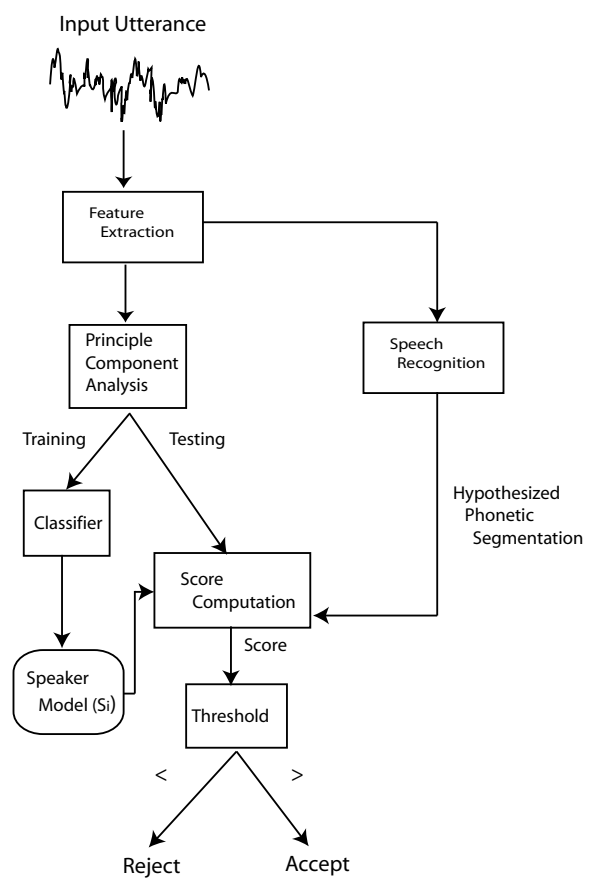 Input Utterance
Feature
Extraction
Principle
Component
Analysis
Speech
Recognition
Training
Testing
Classifier
Hypothesized
Phonetic
Segmentation
Score
Computation
Speaker
Model (Si)
Score
Threshold
<
>
Reject
Accept